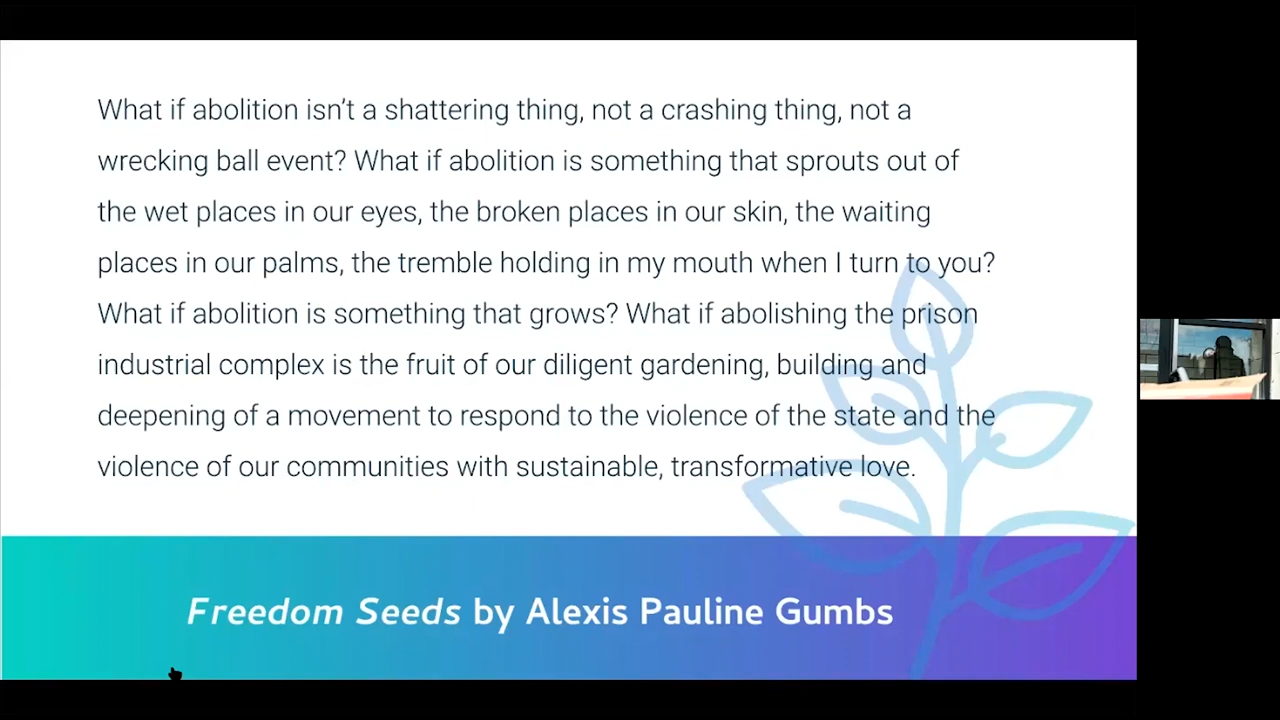 What if abolition isn't a shattering thing, not a crashing thing, not a
wrecking ball event? What if abolition is something that sprouts out of
the wet places in our eyes, the broken places in our skin, the waiting
places in our palms, the tremble holding in my mouth when I turn to you?
What if abolition is something that grows? What if abolishing the prison
industrial complex is the fruit of our diligent gardening, building and
deepening of a movement to respond to the violence of the state and the
violence of our communities with sustainable, transformative love.
Freedom Seeds by Alexis Pauline Gumbs